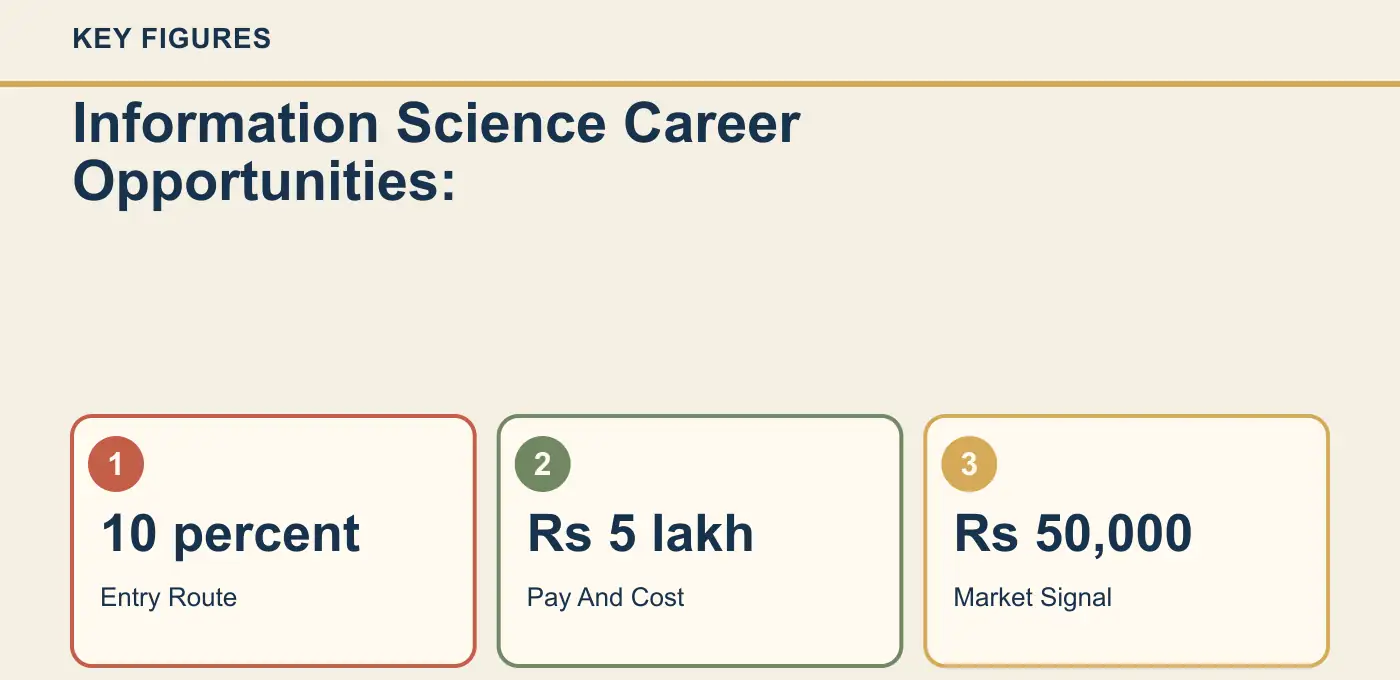 KEY FIGURES
Information Science Career
Opportunities:
1
10 percent
Entry Route
2
Rs 5 lakh
Pay And Cost
3
Rs 50,000
Market Signal